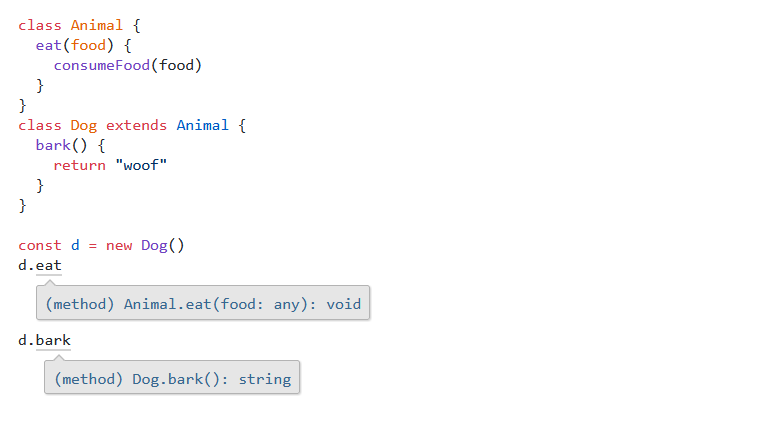 class Animal {
  eat(food) {
    consumeFood(food)
  }
}
class Dog extends Animal {
  bark() {
    return "woof"
  }
}

const d = new Dog()
d.eat
(method) Animal.eat(food: any): void
d.bark
(method) Dog.bark(): string